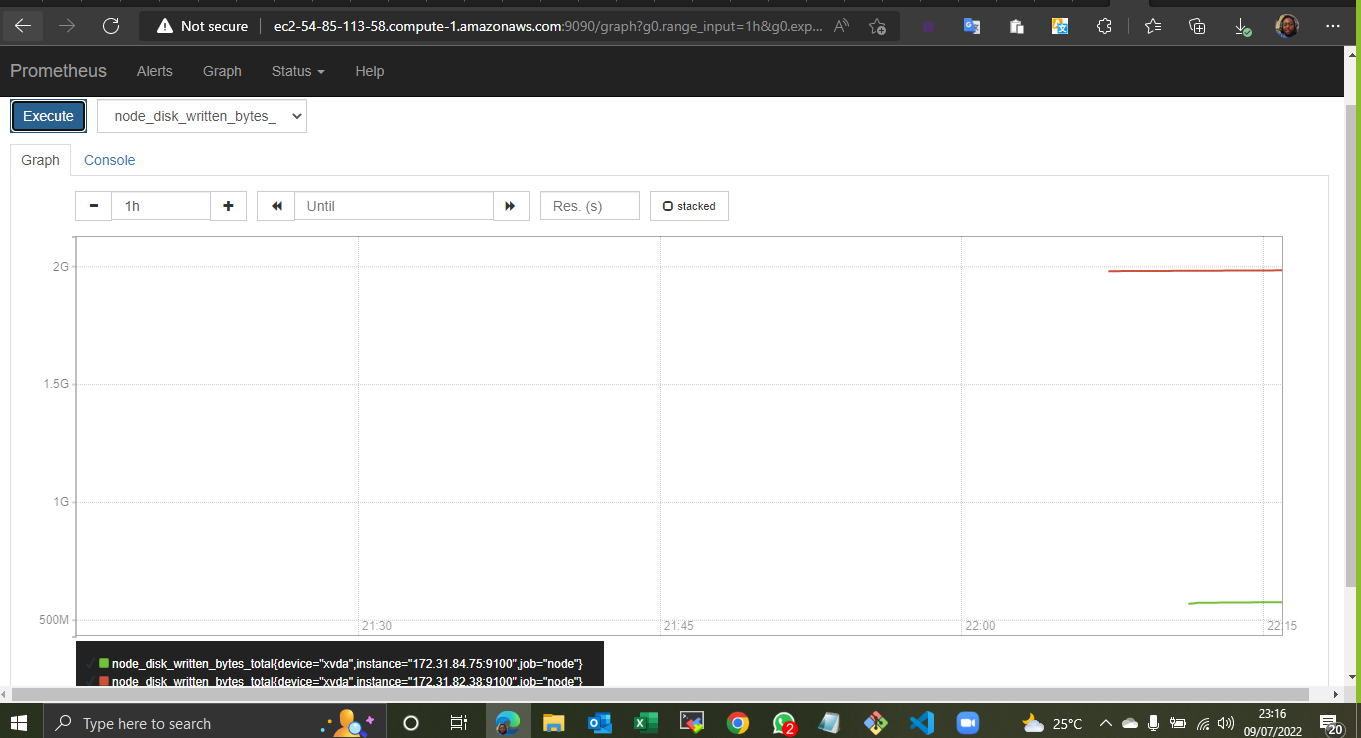 Not secure
ec2-54-85-113-58.compute-1.amazonaws.com:9090/graph?g0.range_input=1h&g0.exp...
Prometheus Alerts Graph Status Help
Execute node_disk_written_bytes_
Graph Console
1h Until Res. (s) stacked
2G
1.5G
1G
500M
21:30 21:45 22:00 22:15
node_disk_written_bytes_total{device="xvda",instance="172.31.84.75:9100",job="node"}
node_disk_written_bytes_total{device="xvda",instance="172.31.82.38:9100",job="node"}
Type here to search
2
25°C
23:16
09/07/2022
20